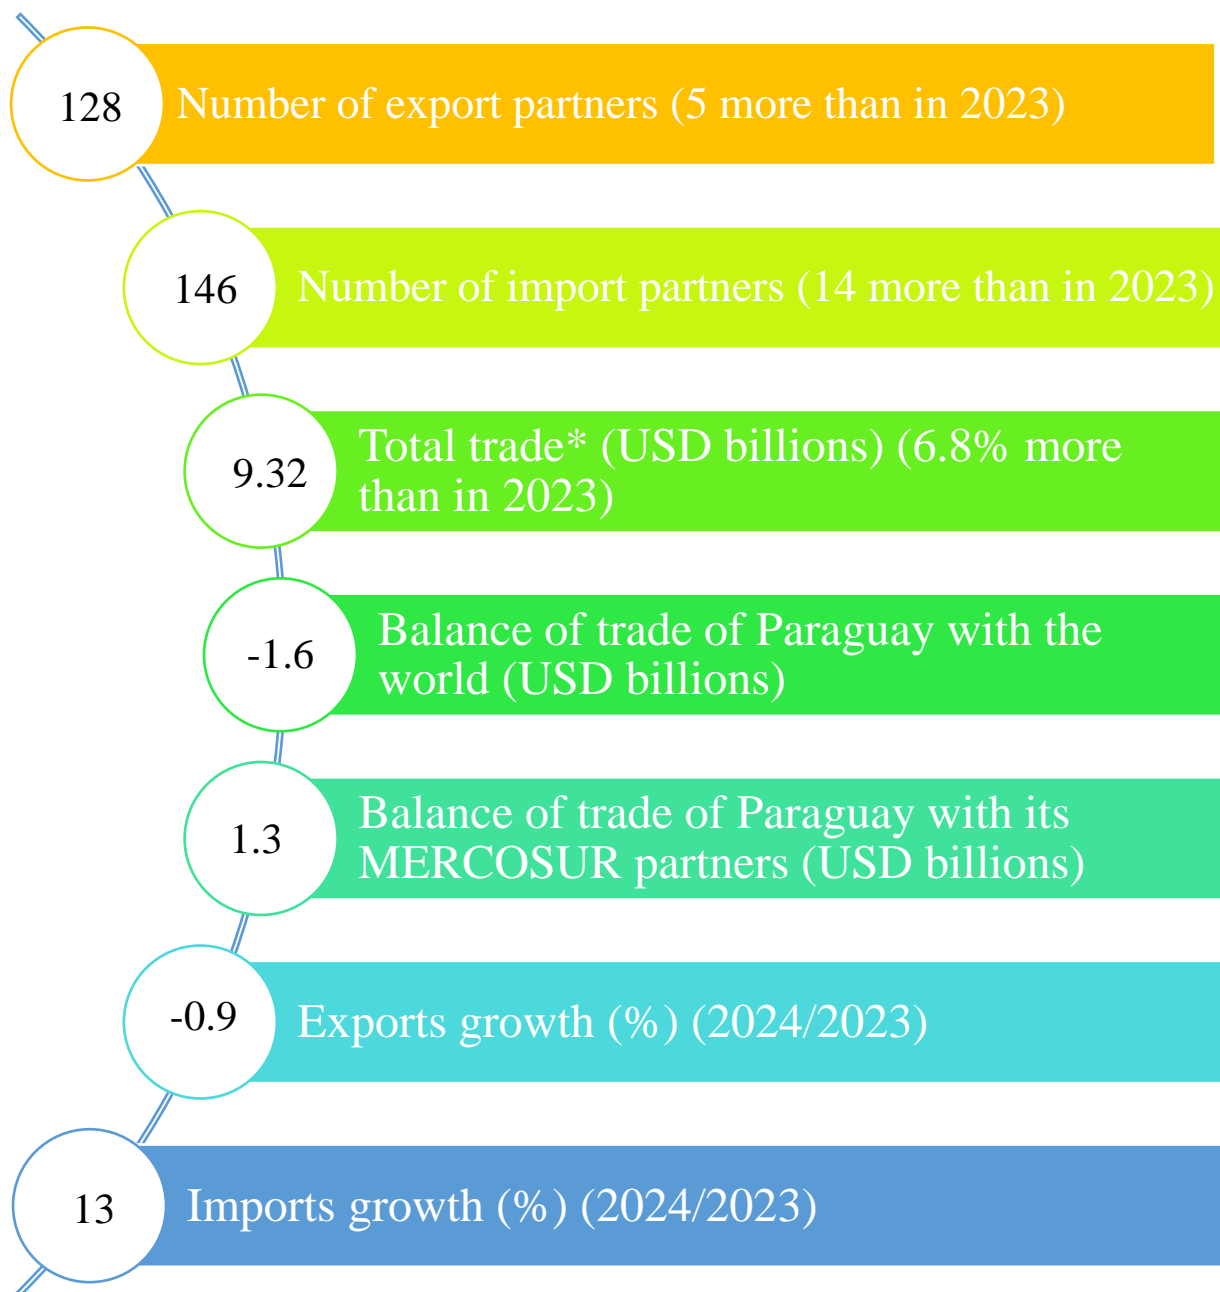 128
Number of export partners (5 more than in 2023)
146
Number of import partners (14 more than in 2023)
9.32
Total trade* (USD billions) (6.8% more
than in 2023)
-1.6
Balance of trade of Paraguay with the
world (USD billions)
1.3
Balance of trade of Paraguay with its
MERCOSUR partners (USD billions)
-0.9
Exports growth (%) (2024/2023)
13
Imports growth (%) (2024/2023)